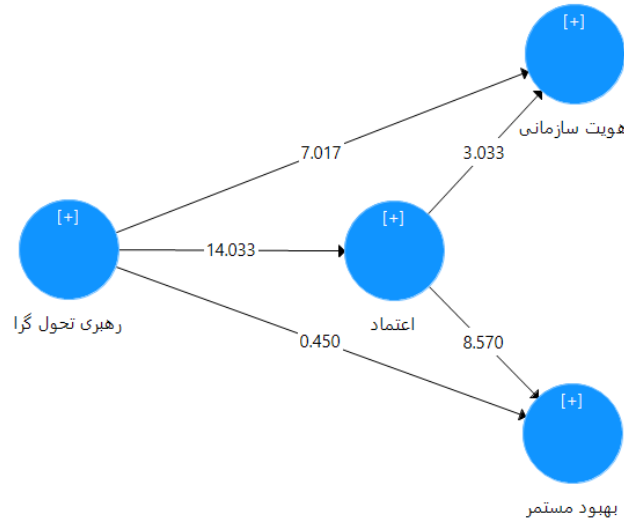 [+]
هویت سازمانی
7.017
3.033
[+]
رهبری تحول گرا
14.033
[+]
اعتماد
0.450
8.570
[+]
بهبود مستمر